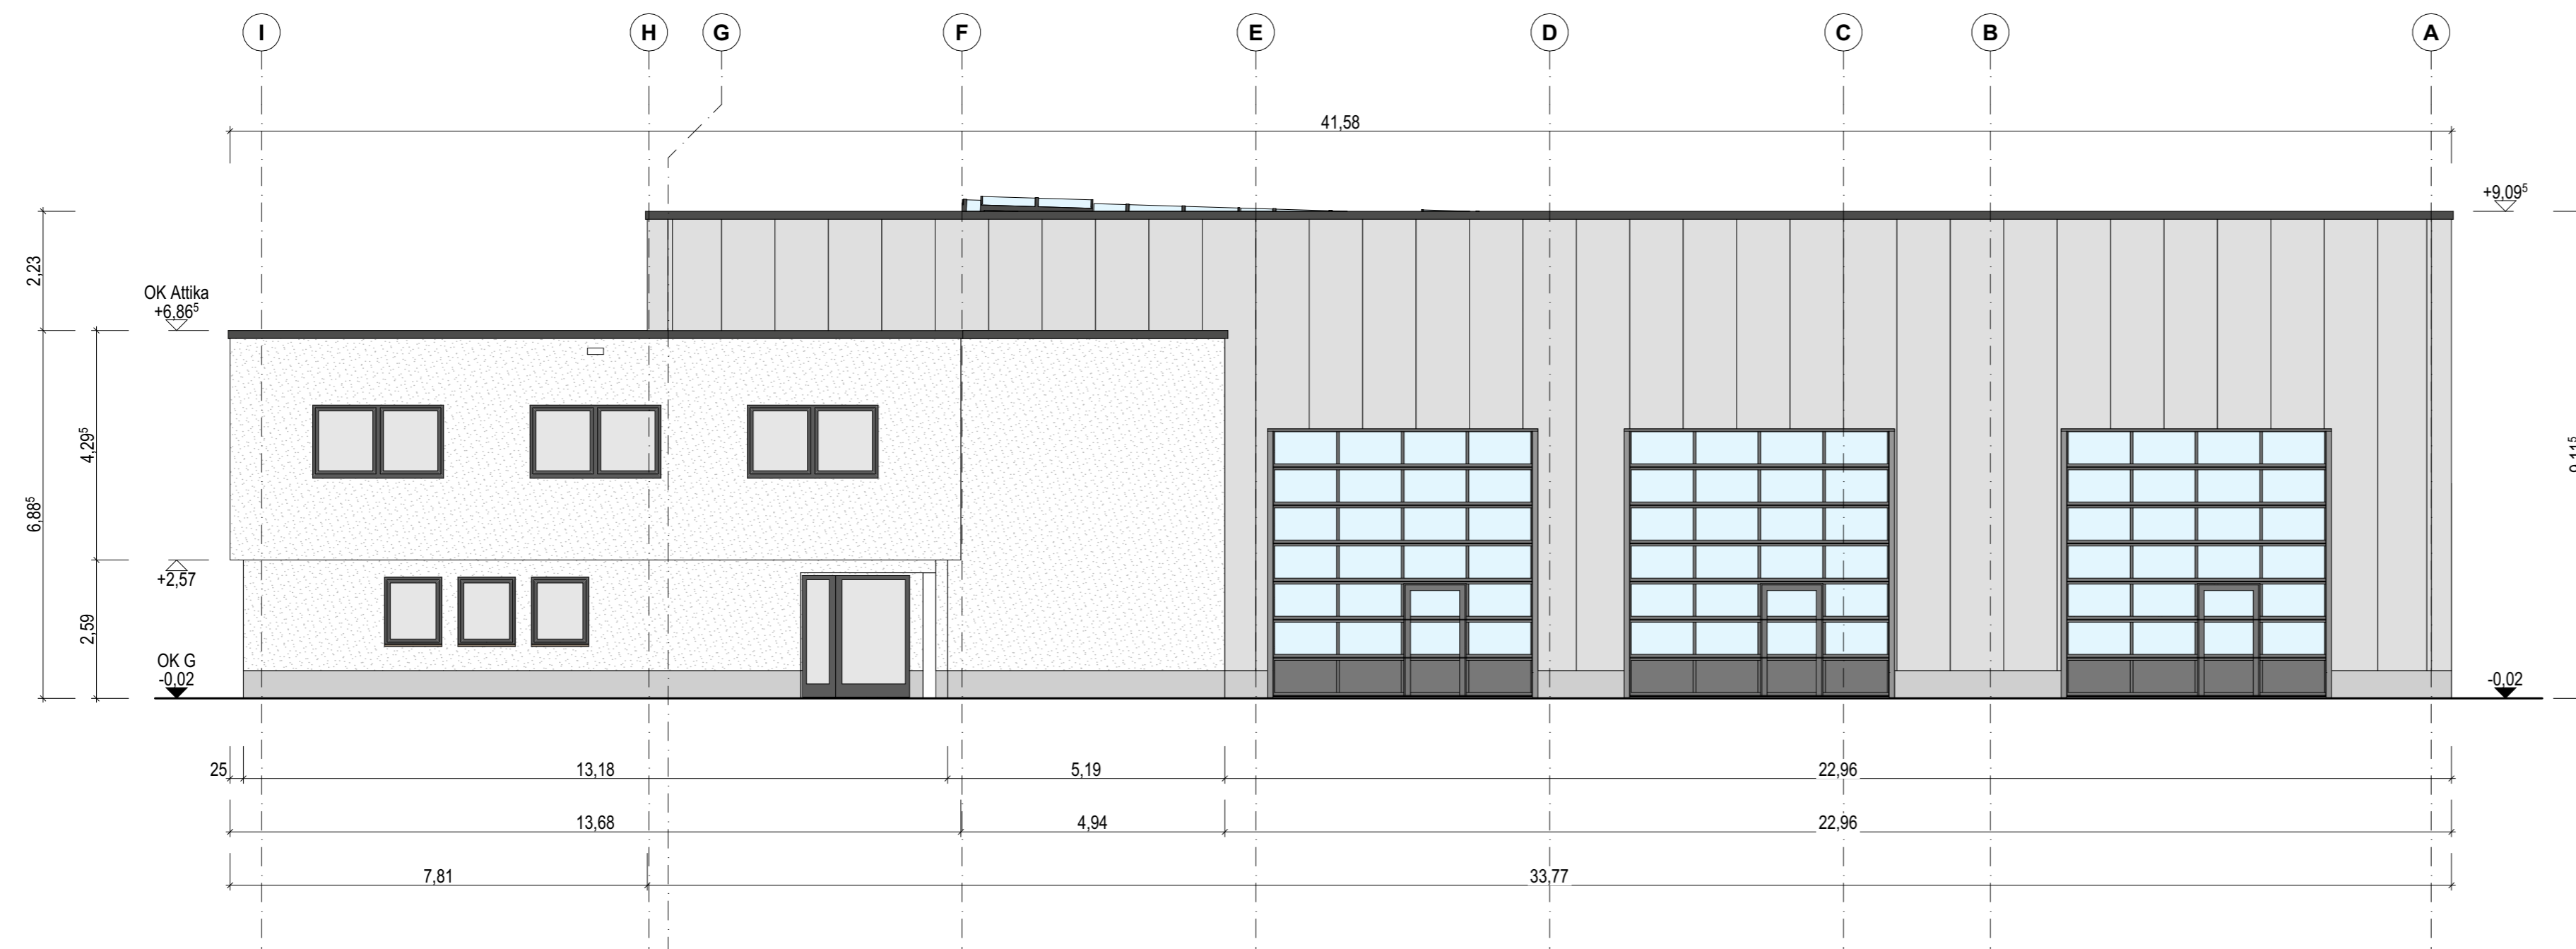 I H G F E D C B A
41,58
+9,09⁵
2,23
OK Attika
+6,86⁵
4,29⁵
6,88⁵
9,11⁵
+2,57
2,59
OK G
-0,02
-0,02
25 13,18 5,19 22,96
13,68 4,94 22,96
7,81 33,77